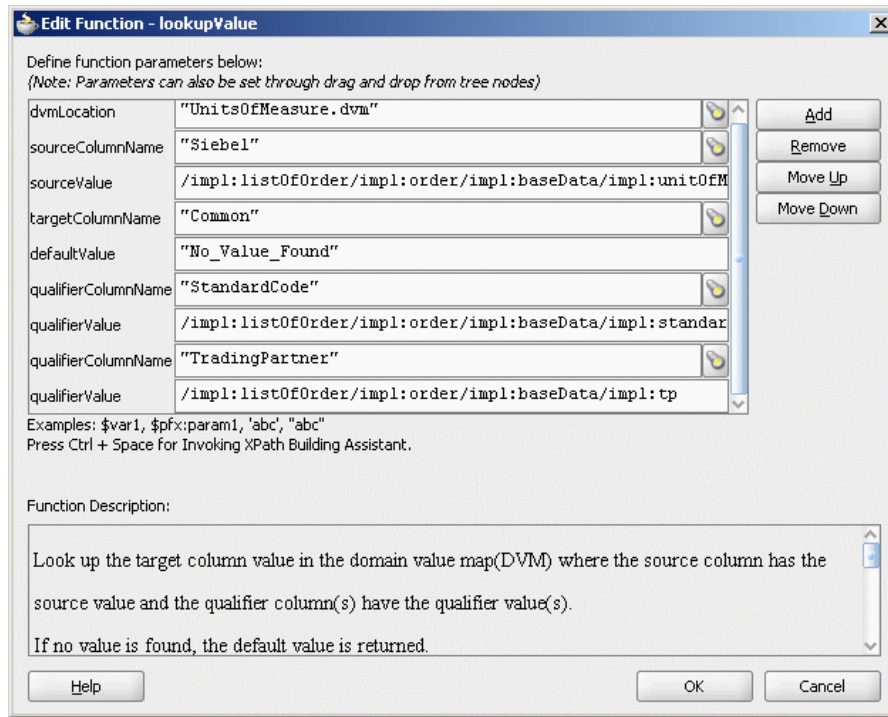 Edit Function - lookupValue
Define function parameters below:
(Note: Parameters can also be set through drag and drop from tree nodes)
dvmLocation "UnitsOfMeasure.dvm"
sourceColumnName "Siebel"
sourceValue /impl:listOfOrder/impl:order/impl:baseData/impl:unitOfM
targetColumnName "Common"
defaultValue "No_Value_Found"
qualifierColumnName "StandardCode"
qualifierValue /impl:listOfOrder/impl:order/impl:baseData/impl:standar
qualifierColumnName "TradingPartner"
qualifierValue /impl:listOfOrder/impl:order/impl:baseData/impl:tp
Add
Remove
Move Up
Move Down
Examples: $var1, $pfx:param1, 'abc', "abc"
Press Ctrl + Space for Invoking XPath Building Assistant.
Function Description:
Look up the target column value in the domain value map(DVM) where the source column has the
source value and the qualifier column(s) have the qualifier value(s).
If no value is found, the default value is returned.
Help
OK
Cancel